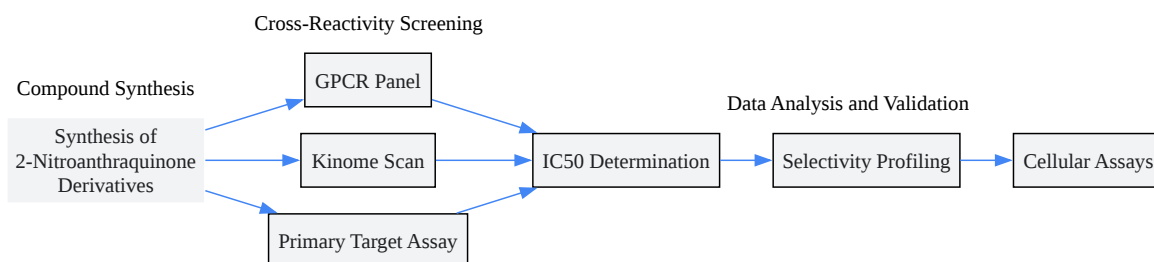 Cross-Reactivity Screening
GPCR Panel
Compound Synthesis
Data Analysis and Validation
Synthesis of
2-Nitroanthraquinone
Derivatives
Kinome Scan
IC50 Determination
Selectivity Profiling
Cellular Assays
Primary Target Assay